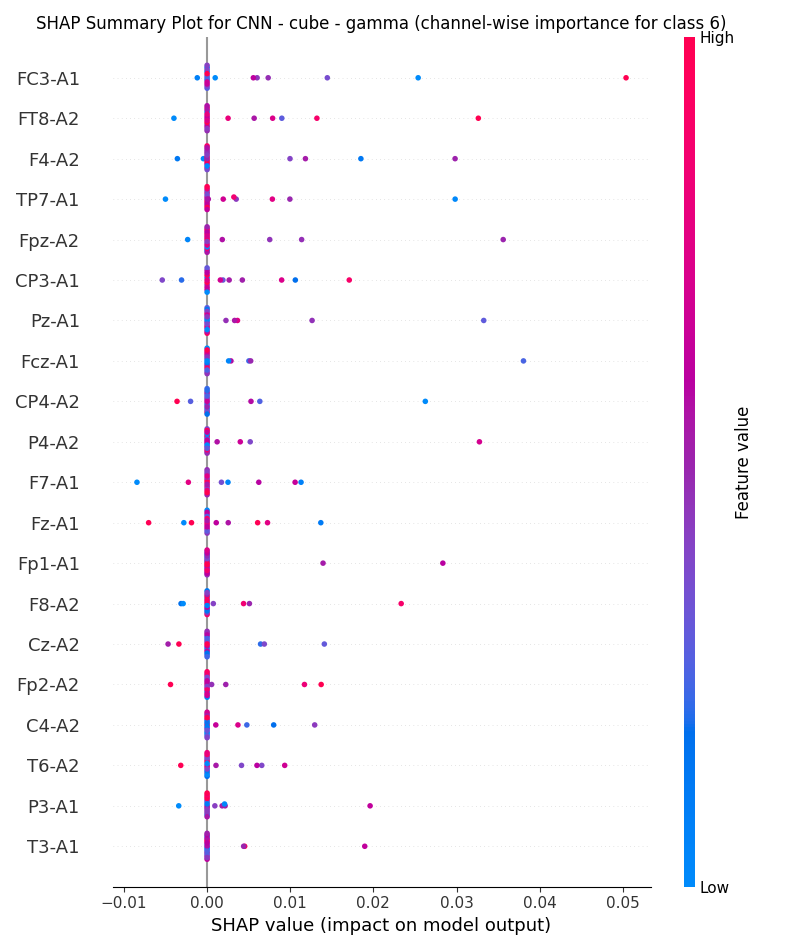 SHAP Summary Plot for CNN - cube - gamma (channel-wise importance for class 6)
High
FC3-A1
FT8-A2
F4-A2
TP7-A1
Fpz-A2
CP3-A1
Pz-A1
Fcz-A1
CP4-A2
P4-A2
F7-A1
Fz-A1
Fp1-A1
F8-A2
Cz-A2
Fp2-A2
C4-A2
T6-A2
P3-A1
T3-A1
Feature value
Low
−0.01 0.00 0.01 0.02 0.03 0.04 0.05
SHAP value (impact on model output)